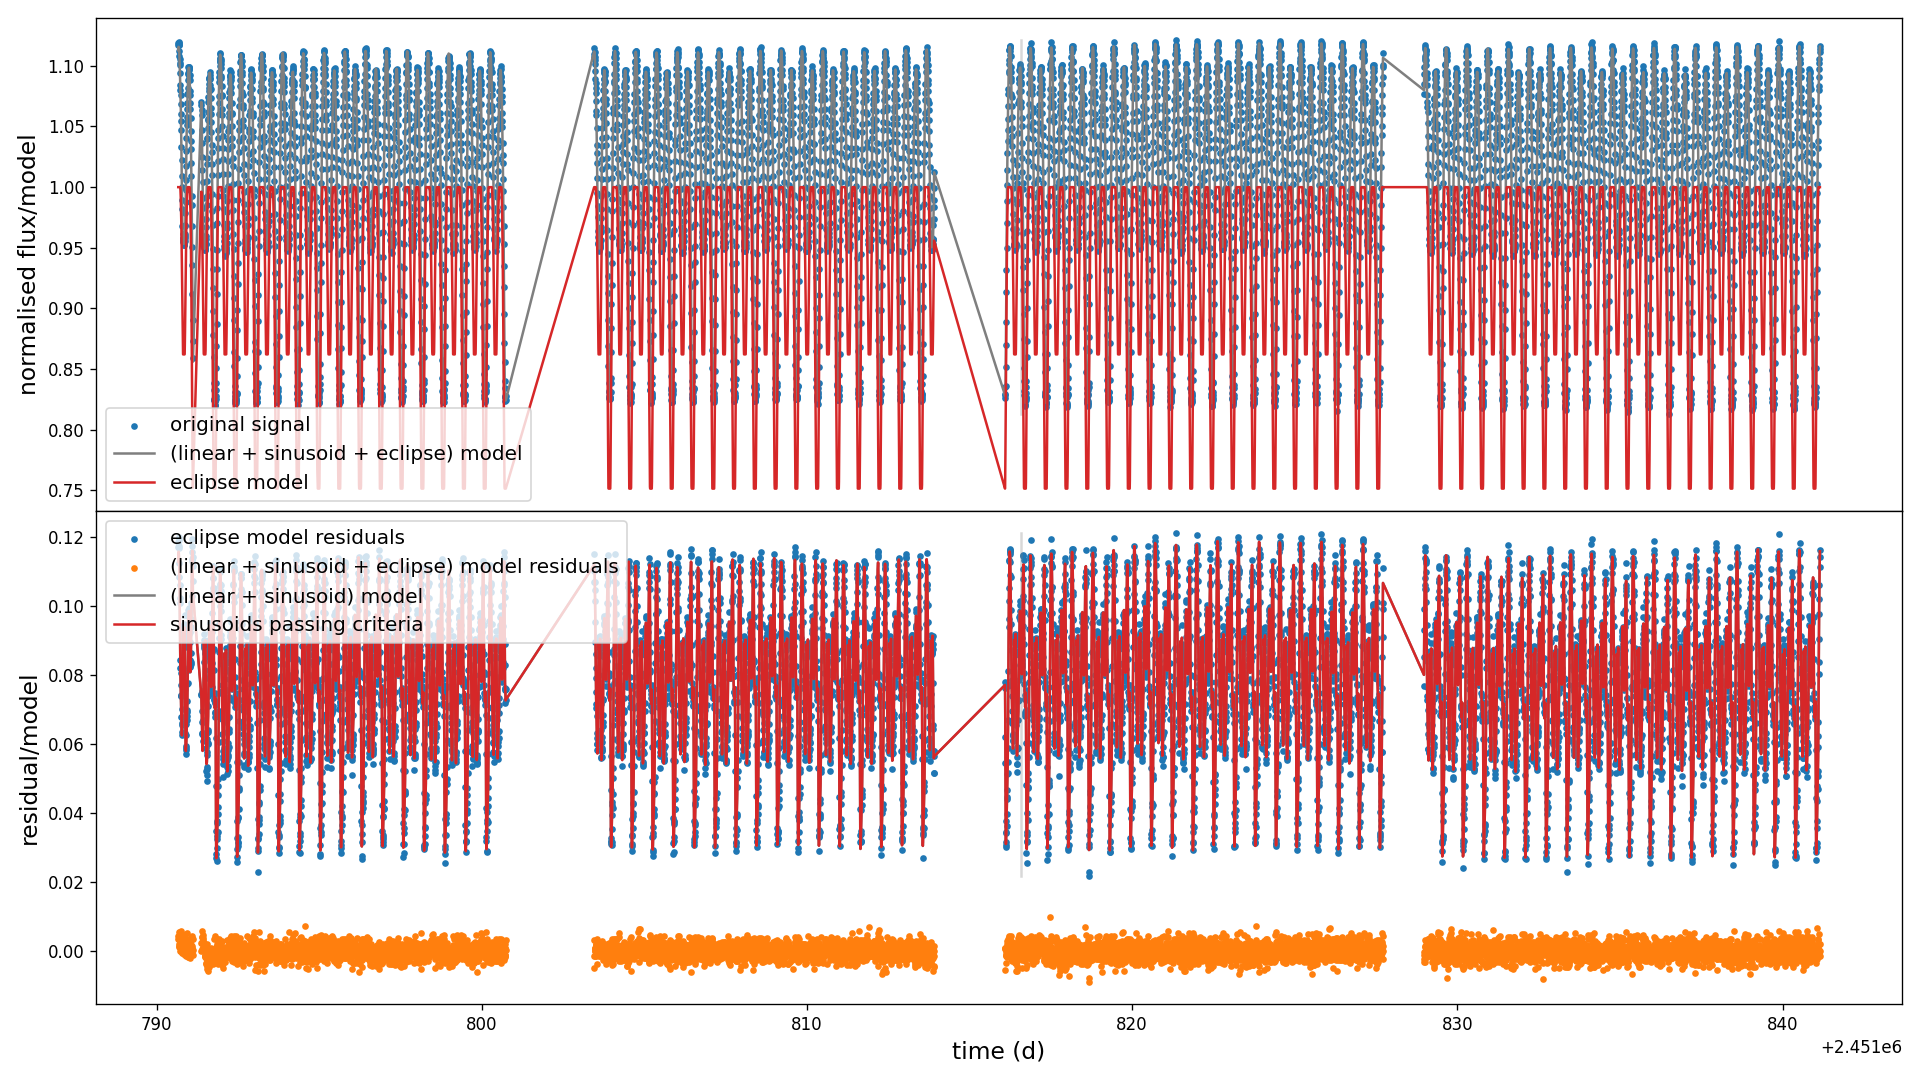 normalised flux/model
1.10
1.05
1.00
0.95
0.90
0.85
0.80
0.75
original signal
(linear + sinusoid + eclipse) model
eclipse model
residual/model
0.12
0.10
0.08
0.06
0.04
0.02
0.00
eclipse model residuals
(linear + sinusoid + eclipse) model residuals
(linear + sinusoid) model
sinusoids passing criteria
790 800 810 820 830 840
time (d)
+2.451e6